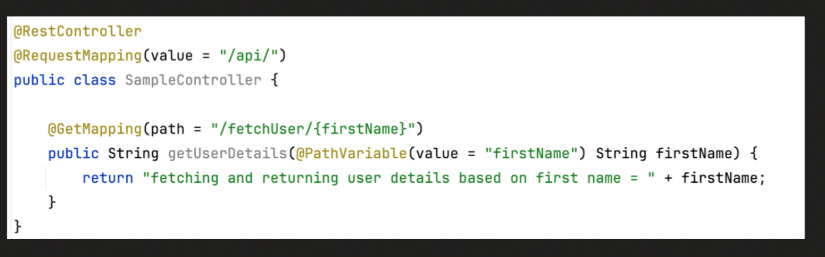 @RestController
@RequestMapping(value = "/api/")
public class SampleController {
@GetMapping(path = "/fetchUser/{firstName}")
public String getUserDetails(@PathVariable(value = "firstName") String firstName) {
return "fetching and returning user details based on first name = " + firstName;
}
}